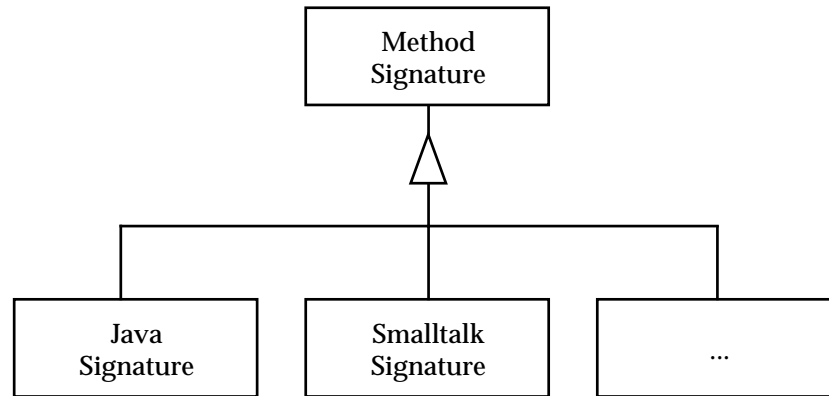 Method
Signature
Java
Signature
Smalltalk
Signature
...